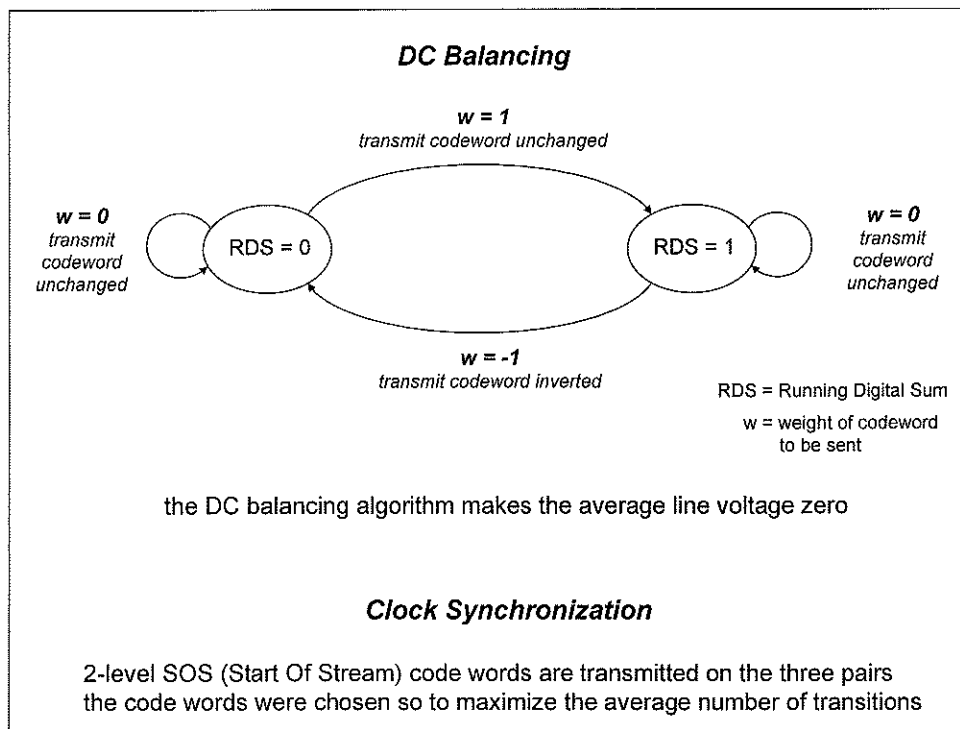 DC Balancing
w = 1
transmit codeword unchanged
w = 0
transmit
codeword
unchanged
RDS = 0
RDS = 1
w = 0
transmit
codeword
unchanged
w = -1
transmit codeword inverted
RDS = Running Digital Sum
w = weight of codeword
to be sent
the DC balancing algorithm makes the average line voltage zero
Clock Synchronization
2-level SOS (Start Of Stream) code words are transmitted on the three pairs
the code words were chosen so to maximize the average number of transitions